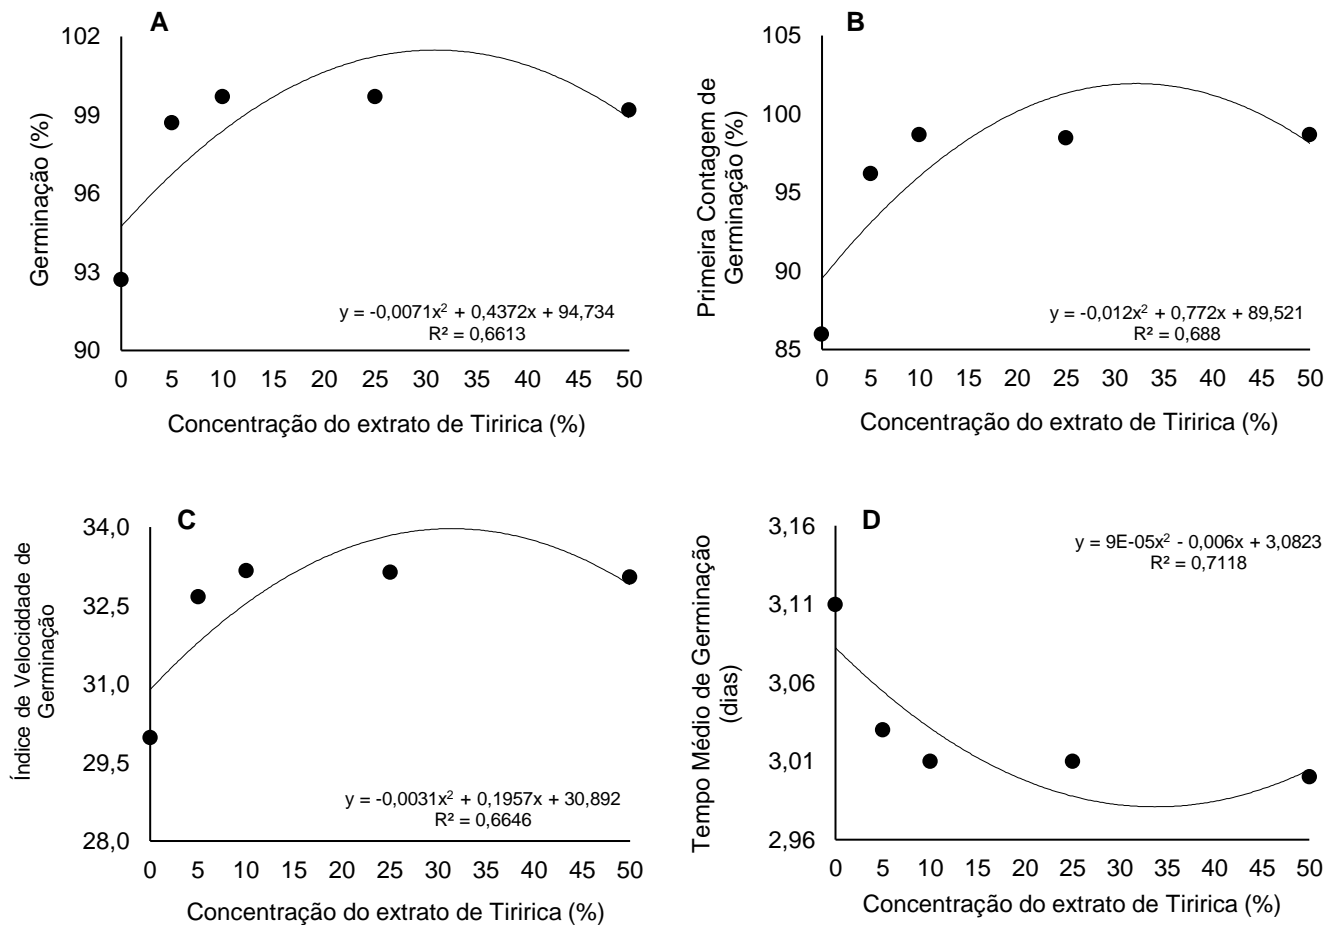 A
102
99
96
93
90
Germinação (%)
y = -0,0071x² + 0,4372x + 94,734
R² = 0,6613
0 5 10 15 20 25 30 35 40 45 50
Concentração do extrato de Tiririca (%)
B
105
100
95
90
85
Primeira Contagem de
Germinação (%)
y = -0,012x² + 0,772x + 89,521
R² = 0,688
0 5 10 15 20 25 30 35 40 45 50
Concentração do extrato de Tiririca (%)
C
34,0
32,5
31,0
29,5
28,0
Índice de Velociddade de
Germinação
y = -0,0031x² + 0,1957x + 30,892
R² = 0,6646
0 5 10 15 20 25 30 35 40 45 50
Concentração do extrato de Tiririca (%)
D
3,16
3,11
3,06
3,01
2,96
Tempo Médio de Germinação
(dias)
y = 9E-05x² - 0,006x + 3,0823
R² = 0,7118
0 5 10 15 20 25 30 35 40 45 50
Concentração do extrato de Tiririca (%)